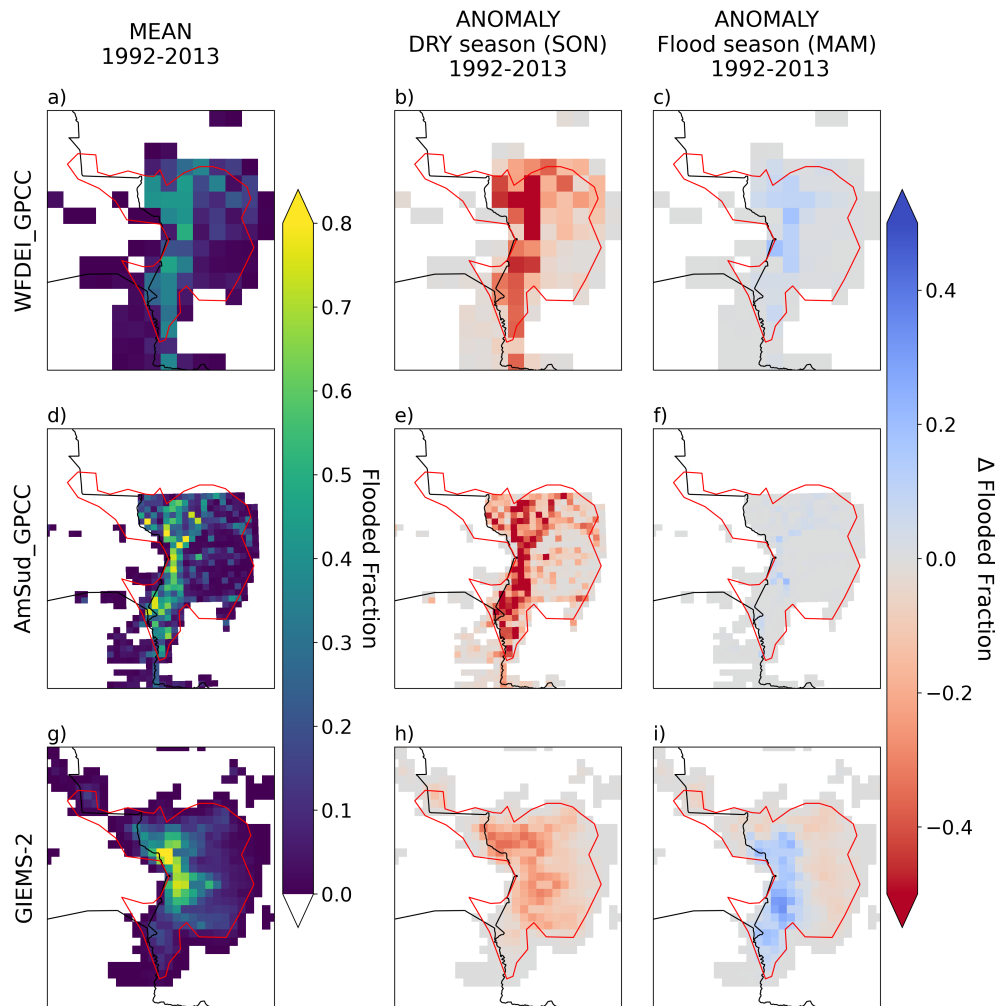 MEAN
1992-2013
ANOMALY
DRY season (SON)
1992-2013
ANOMALY
Flood season (MAM)
1992-2013
a)
b)
c)
WFDEI_GPCC
d)
e)
f)
AmSud_GPCC
g)
h)
i)
GIEMS-2
0.8
0.7
0.6
0.5
0.4
0.3
0.2
0.1
0.0
Flooded Fraction
0.4
0.2
0.0
−0.2
−0.4
Δ Flooded Fraction